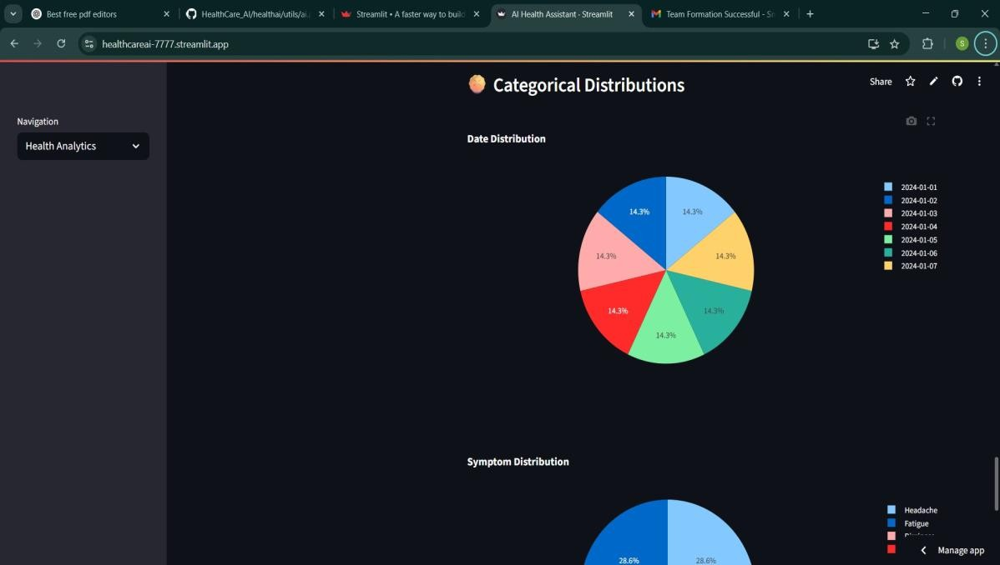 Best free pdf editors
HealthCare_AI/healthai/utils/ai.
Streamlit • A faster way to build
AI Health Assistant · Streamlit
Team Formation Successful - Sn
healthcareai-7777.streamlit.app
S
Share
Navigation
Health Analytics
Categorical Distributions
Date Distribution
14.3%
14.3%
14.3%
14.3%
14.3%
14.3%
14.3%
2024-01-01
2024-01-02
2024-01-03
2024-01-04
2024-01-05
2024-01-06
2024-01-07
Symptom Distribution
28.6%
28.6%
Headache
Fatigue
Manage app